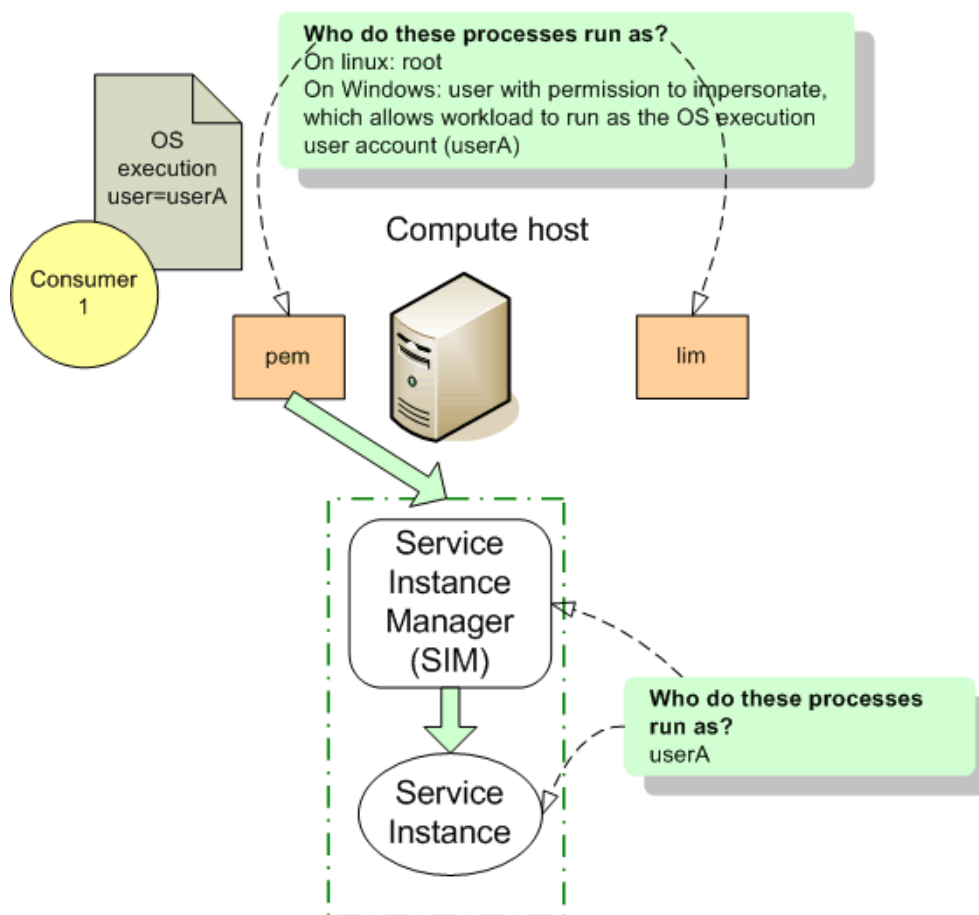 Who do these processes run as?
On linux: root
On Windows: user with permission to impersonate,
which allows workload to run as the OS execution
user account (userA)
OS
execution
user=userA
Consumer
1
Compute host
pem
lim
Service
Instance
Manager
(SIM)
Who do these processes
run as?
userA
Service
Instance